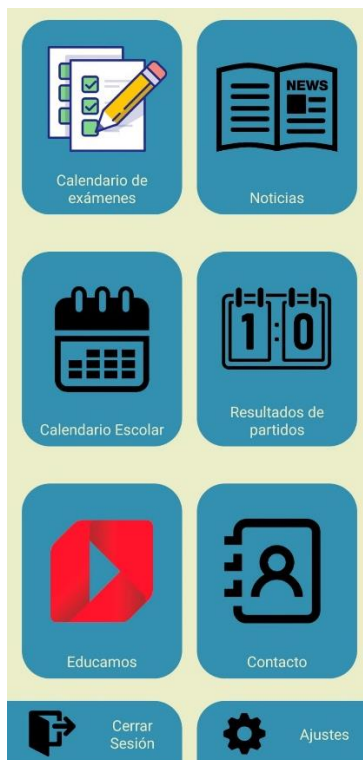 NEWS
Calendario de
exámenes
Noticias
1:0
Calendario Escolar
Resultados de
partidos
Educamos
Contacto
Cerrar
Sesión
Ajustes